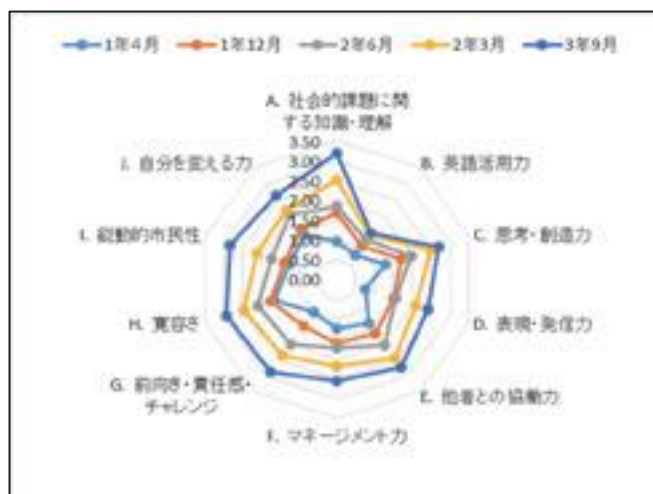 1年4月 1年12月 2年6月 2年3月 3年9月
A. 社会的課題に関
する知識・理解
3.50
3.00
2.50
2.00
1.50
1.00
0.50
0.00
B. 英語活用力
C. 思考・創造力
D. 表現・発信力
E. 他者との協働力
F. マネージメント力
G. 前向き・責任感・
チャレンジ
H. 寛容さ
I. 能動的市民性
J. 自分を変える力